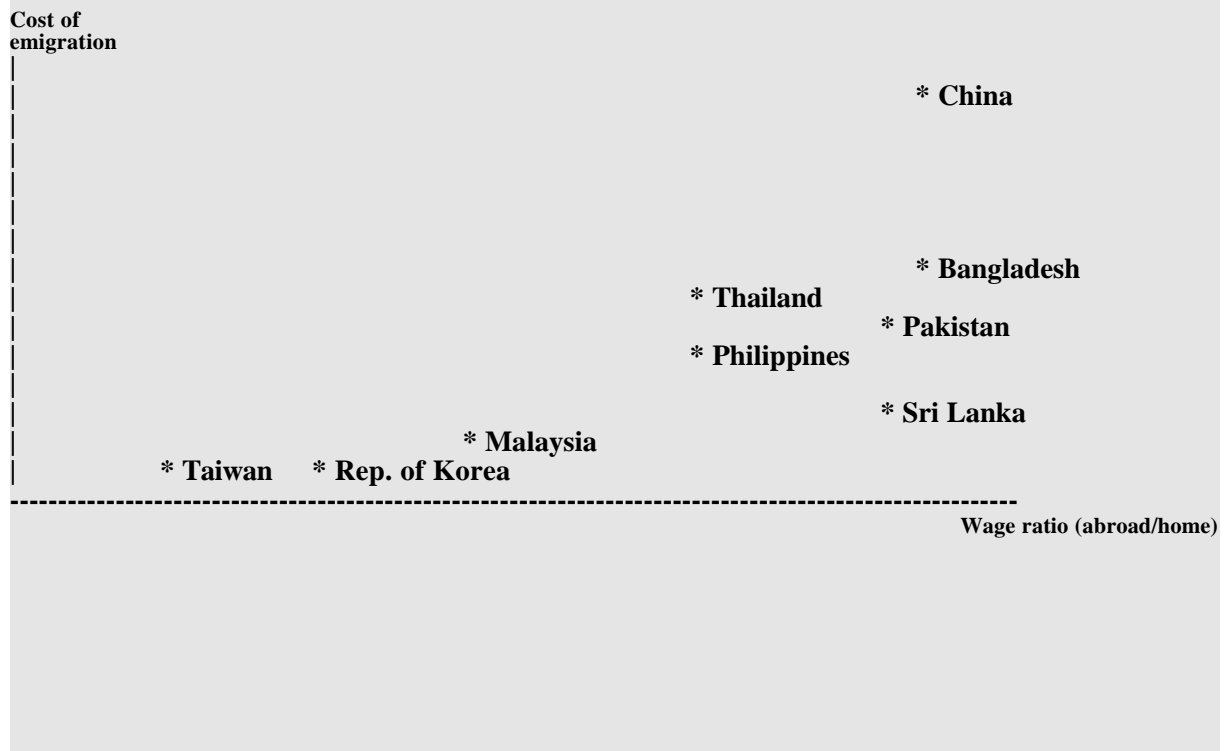 Cost of
emigration
* China
* Bangladesh
* Thailand
* Pakistan
* Philippines
* Sri Lanka
* Malaysia
* Taiwan * Rep. of Korea
Wage ratio (abroad/home)